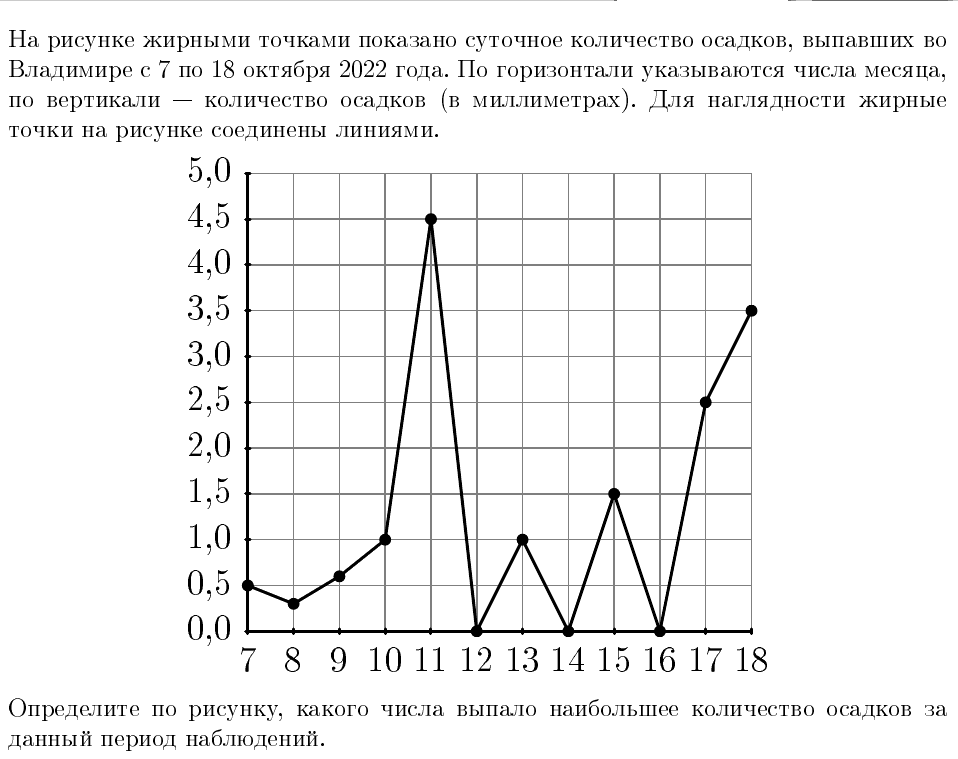 На рисунке жирными точками показано суточное количество осадков, выпавших во
Владимире с 7 по 18 октября 2022 года. По горизонтали указываются числа месяца,
по вертикали — количество осадков (в миллиметрах). Для наглядности жирные
точки на рисунке соединены линиями.
5,0
4,5
4,0
3,5
3,0
2,5
2,0
1,5
1,0
0,5
0,0
7 8 9 10 11 12 13 14 15 16 17 18
Определите по рисунку, какого числа выпало наибольшее количество осадков за
данный период наблюдений.